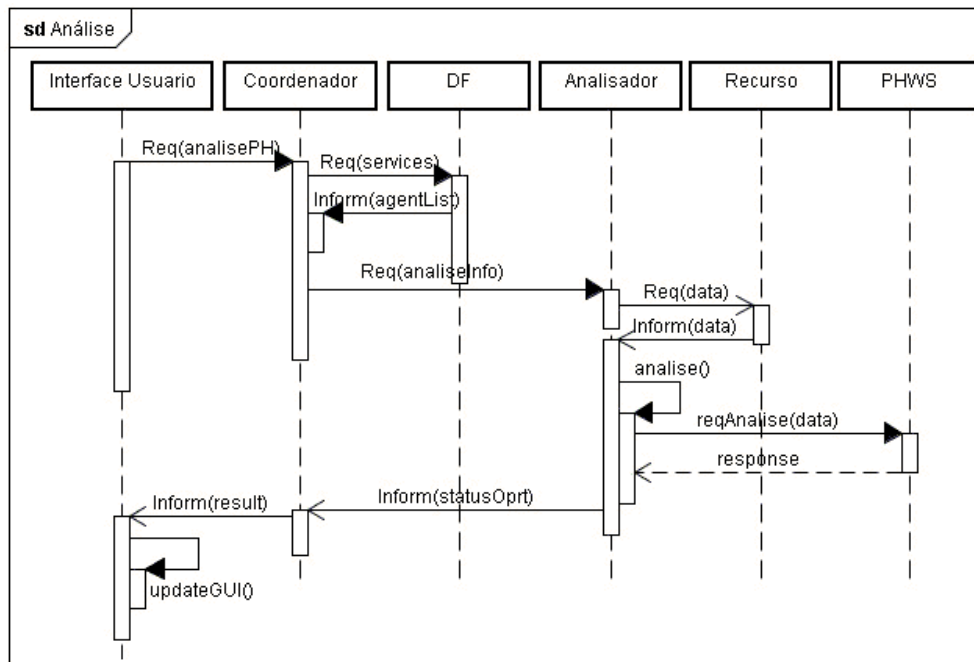 sd Análise
Interface Usuario
Coordenador
DF
Analisador
Recurso
PHWS
Req(analisePH)
Req(services)
Inform(agentList)
Req(analiseInfo)
Req(data)
Inform(data)
analise()
reqAnalise(data)
response
Inform(statusOprt)
Inform(result)
updateGUI()